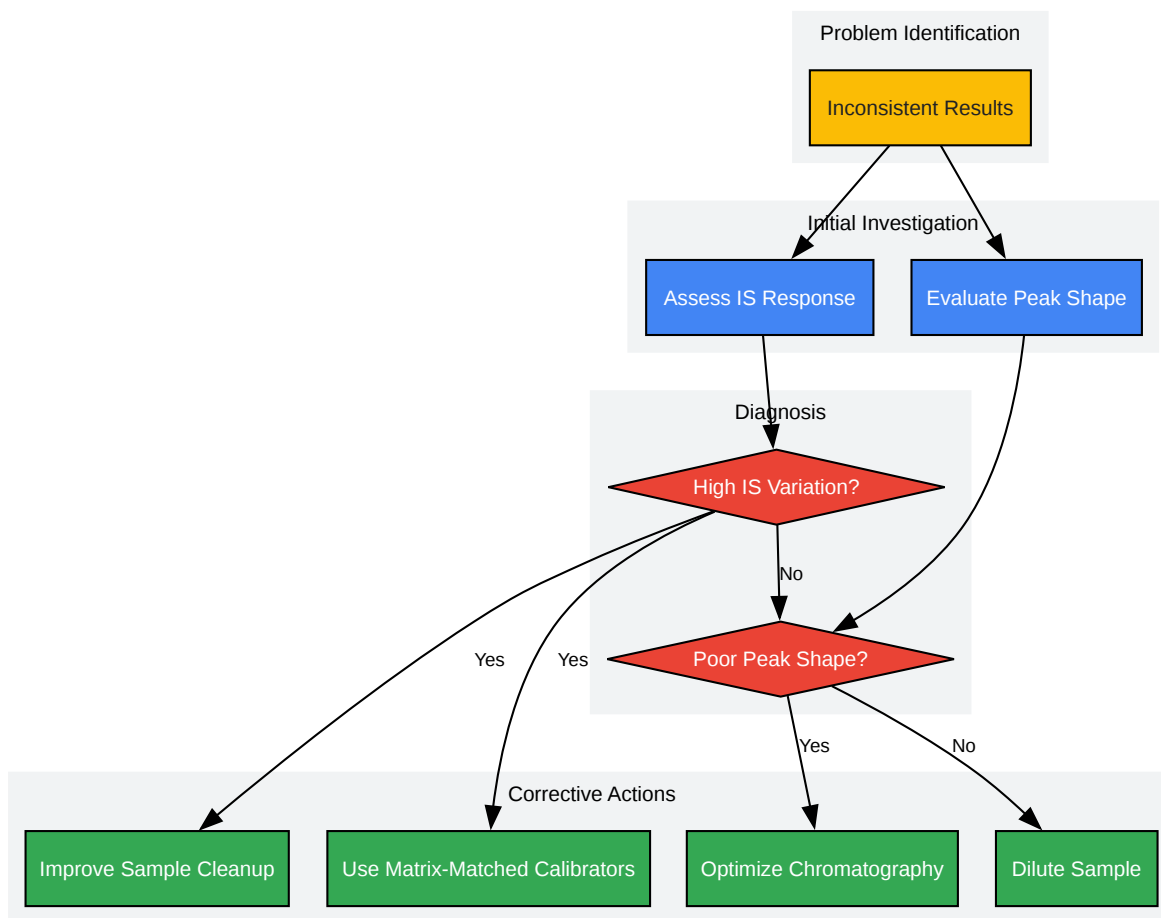 Problem Identification
Inconsistent Results
Initial Investigation
Assess IS Response
Evaluate Peak Shape
Diagnosis
High IS Variation?
No
Poor Peak Shape?
Yes
Yes
Yes
No
Corrective Actions
Improve Sample Cleanup
Use Matrix-Matched Calibrators
Optimize Chromatography
Dilute Sample